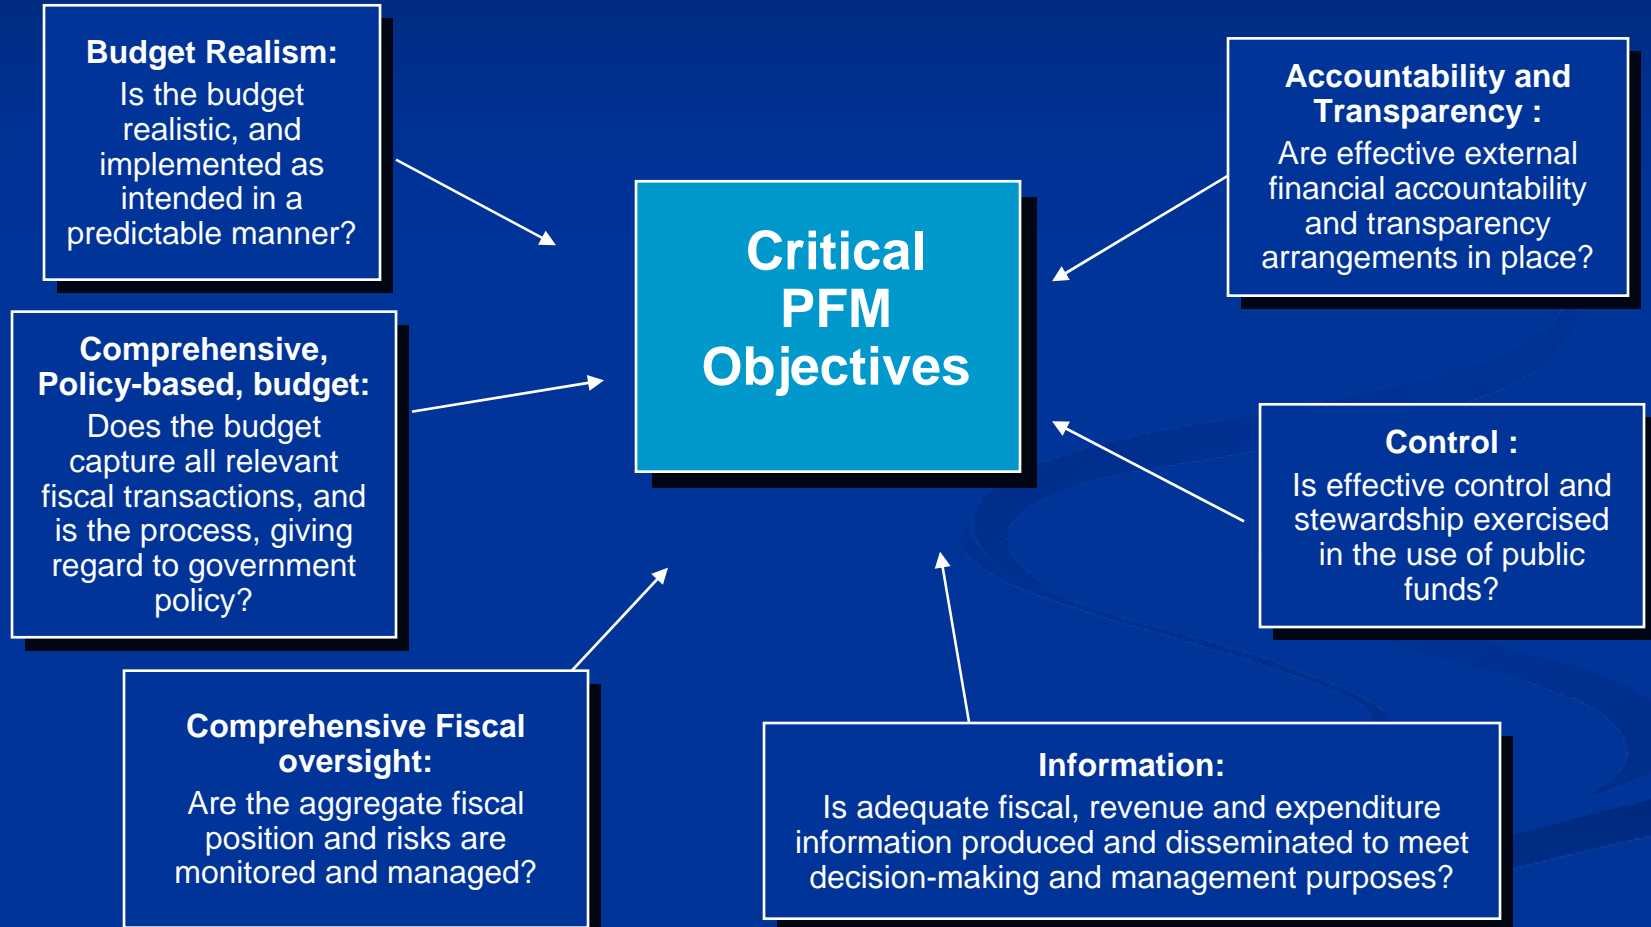 Budget Realism:
Is the budget
realistic, and
implemented as
intended in a
predictable manner?
Comprehensive,
Policy-based, budget:
Does the budget
capture all relevant
fiscal transactions, and
is the process, giving
regard to government
policy?
Comprehensive Fiscal
oversight:
Are the aggregate fiscal
position and risks are
monitored and managed?
Critical
PFM
Objectives
Information:
Is adequate fiscal, revenue and expenditure
information produced and disseminated to meet
decision-making and management purposes?
Accountability and
Transparency :
Are effective external
financial accountability
and transparency
arrangements in place?
Control :
Is effective control and
stewardship exercised
in the use of public
funds?